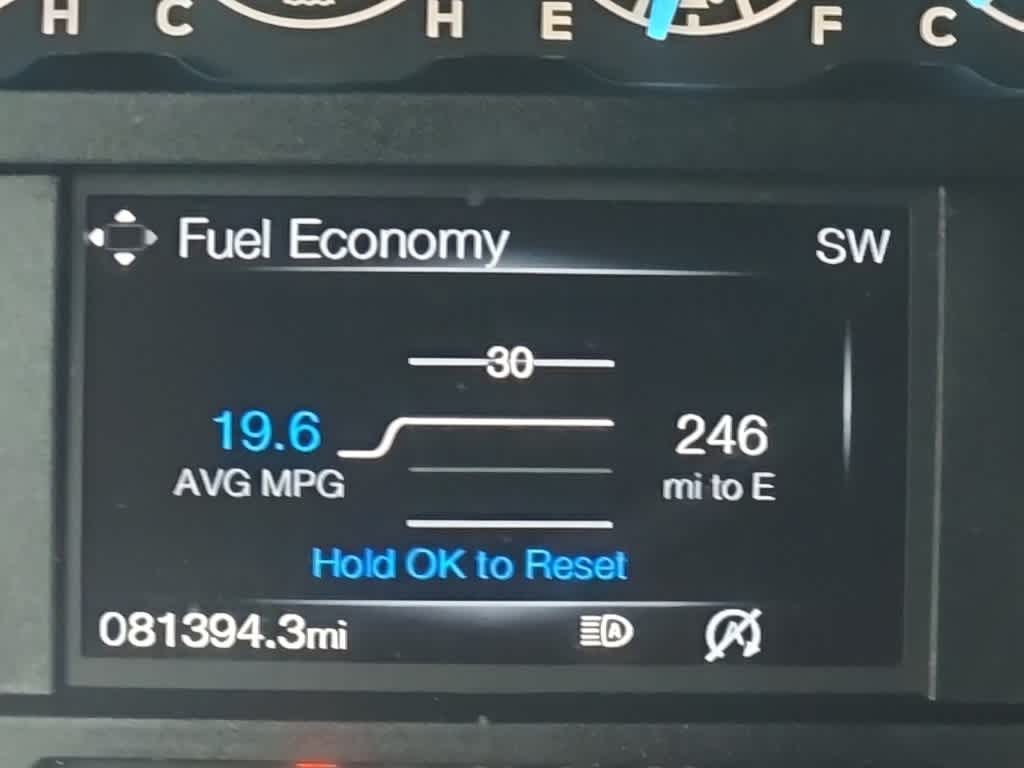 H C H E F C
Fuel Economy SW
30
19.6 246
AVG MPG mi to E
Hold OK to Reset
081394.3mi A A